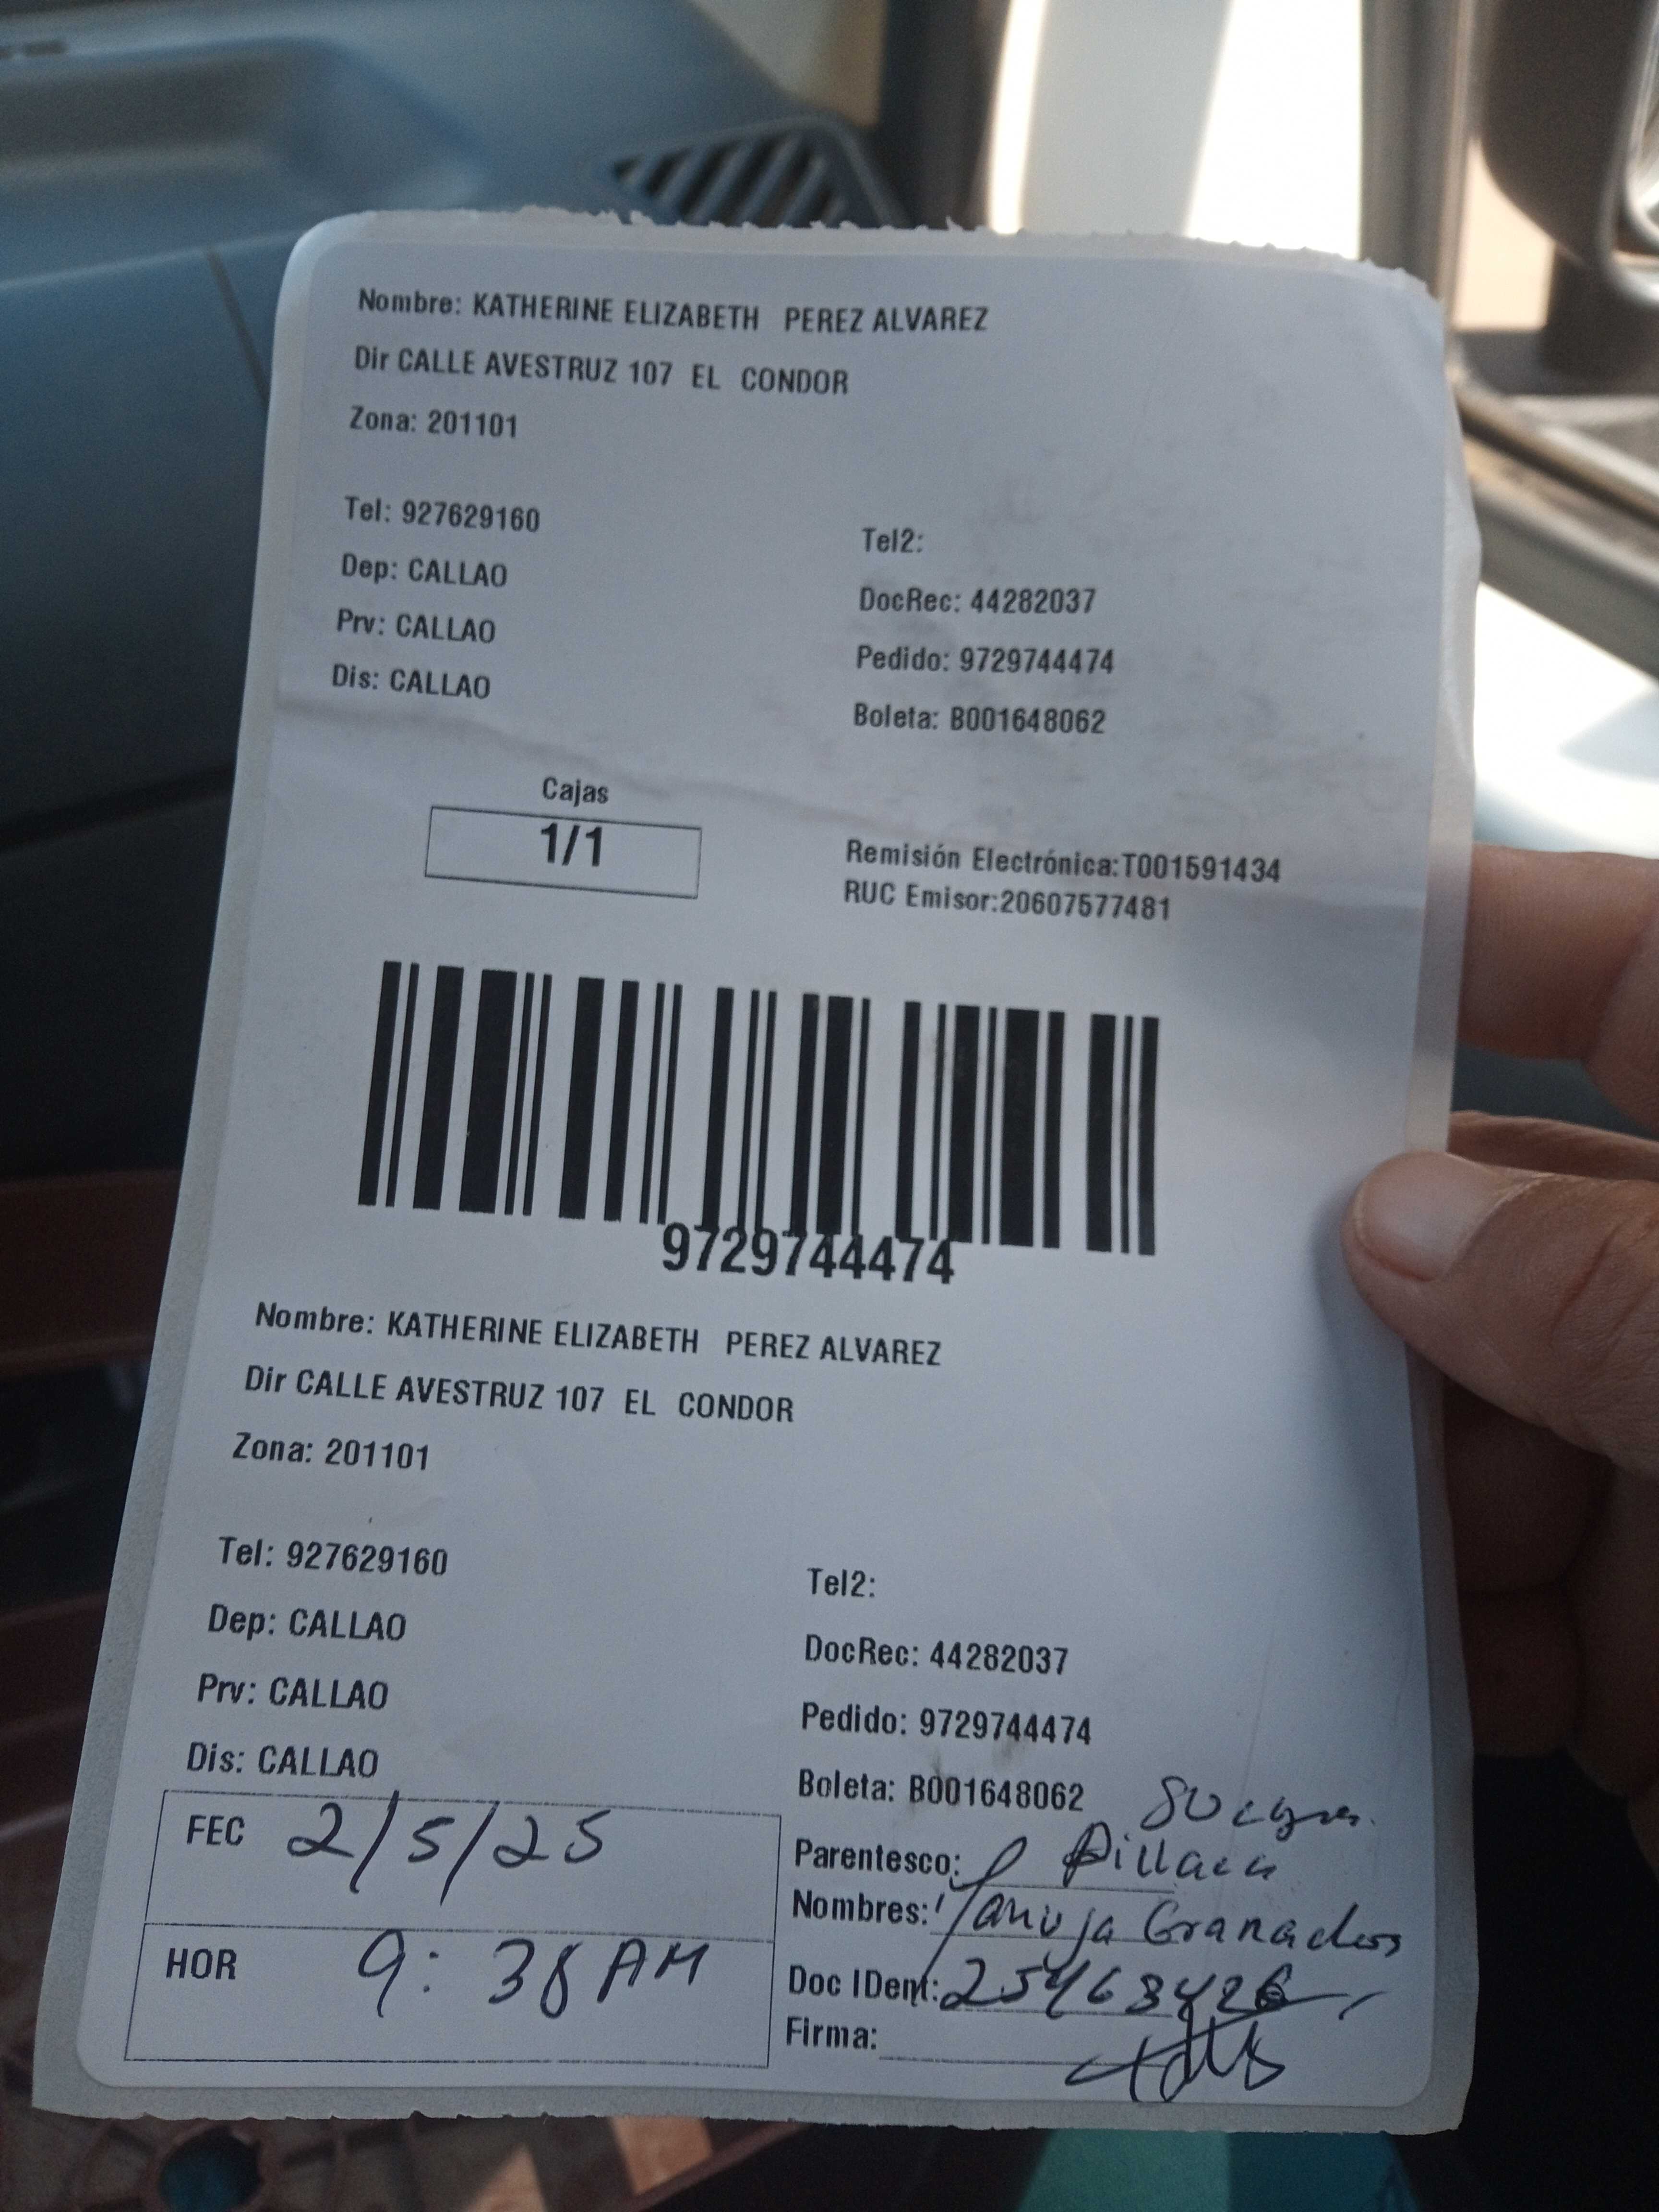 Nombre: KATHERINE ELIZABETH PEREZ ALVAREZ
Dir CALLE AVESTRUZ 107 EL CONDOR
Zona: 201101
Tel: 927629160
Dep: CALLAO
Prv: CALLAO
Dis: CALLAO
Tel2:
DocRec: 44282037
Pedido: 9729744474
Boleta: B001648062
Cajas
1/1
Remisión Electrónica:T001591434
RUC Emisor:20607577481
9729744474
Nombre: KATHERINE ELIZABETH PEREZ ALVAREZ
Dir CALLE AVESTRUZ 107 EL CONDOR
Zona: 201101
Tel: 927629160
Dep: CALLAO
Prv: CALLAO
Dis: CALLAO
Tel2:
DocRec: 44282037
Pedido: 9729744474
Boleta: B001648062
FEC 2/5/25
HOR 9:38 AM
Parentesco:
Nombres: Granados
Doc IDent:
Firma: